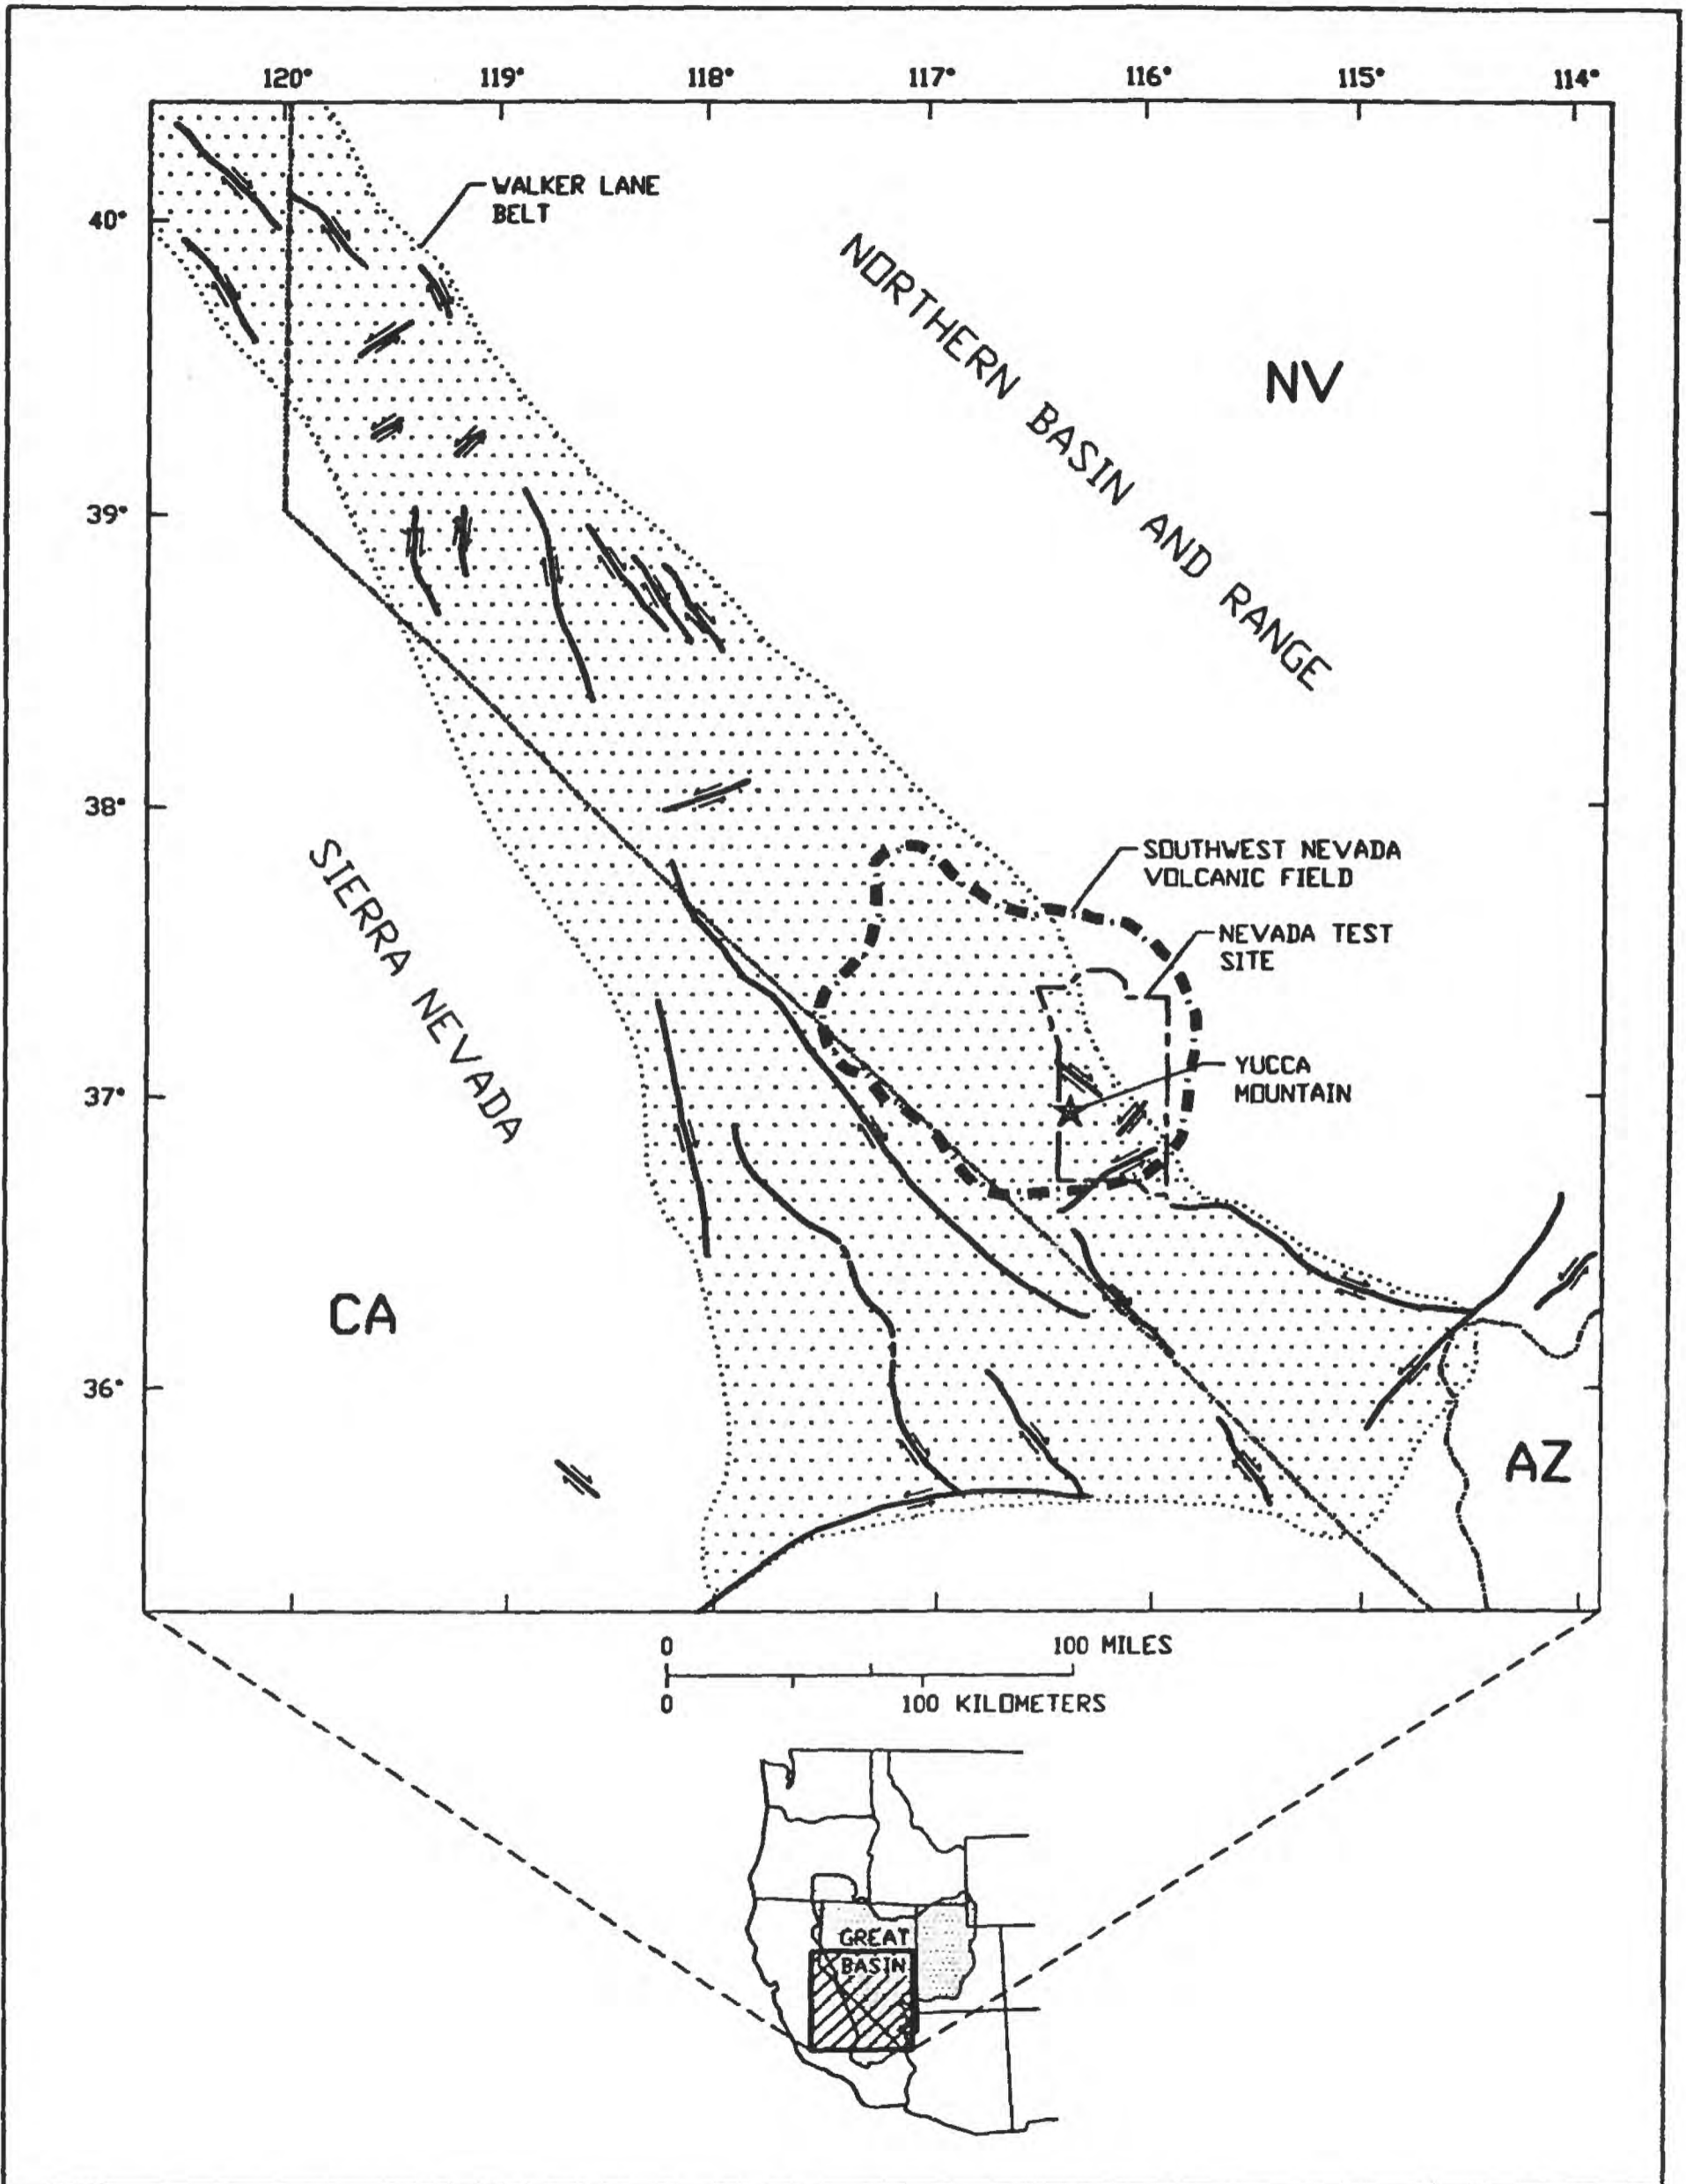 120° 119° 118° 117° 116° 115° 114°
WALKER LANE
BELT
40°
NORTHERN BASIN AND RANGE
NV
39°
38°
SIERRA NEVADA
SOUTHWEST NEVADA
VOLCANIC FIELD
NEVADA TEST
SITE
37°
YUCCA
MOUNTAIN
CA
36°
AZ
0 100 MILES
0 100 KILOMETERS
GREAT
BASIN